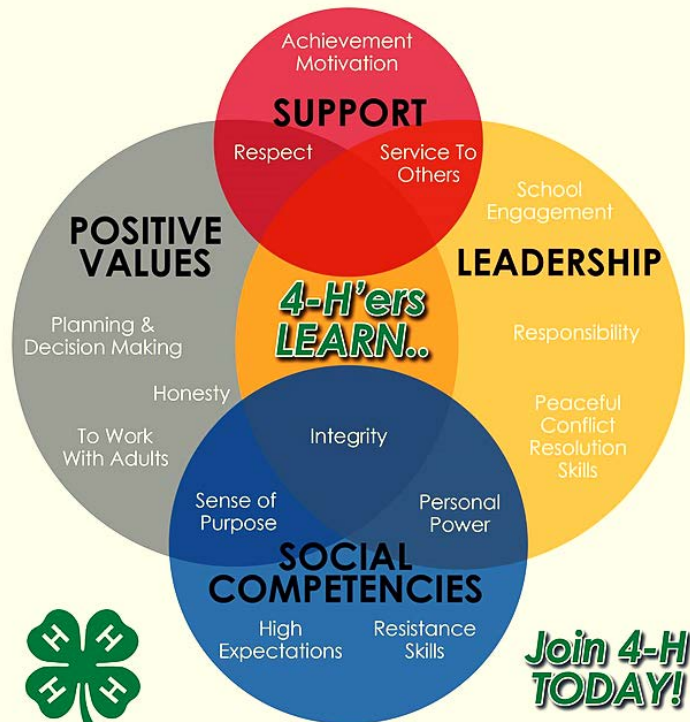 Achievement
Motivation
SUPPORT
Respect
Service To
Others
POSITIVE
VALUES
School
Engagement
LEADERSHIP
4-H'ers
LEARN..
Planning &
Decision Making
Responsibility
Honesty
To Work
With Adults
Peaceful
Conflict
Resolution
Skills
Integrity
Sense of
Purpose
Personal
Power
SOCIAL
COMPETENCIES
High
Expectations
Resistance
Skills
H H
H H
Join 4-H
TODAY!